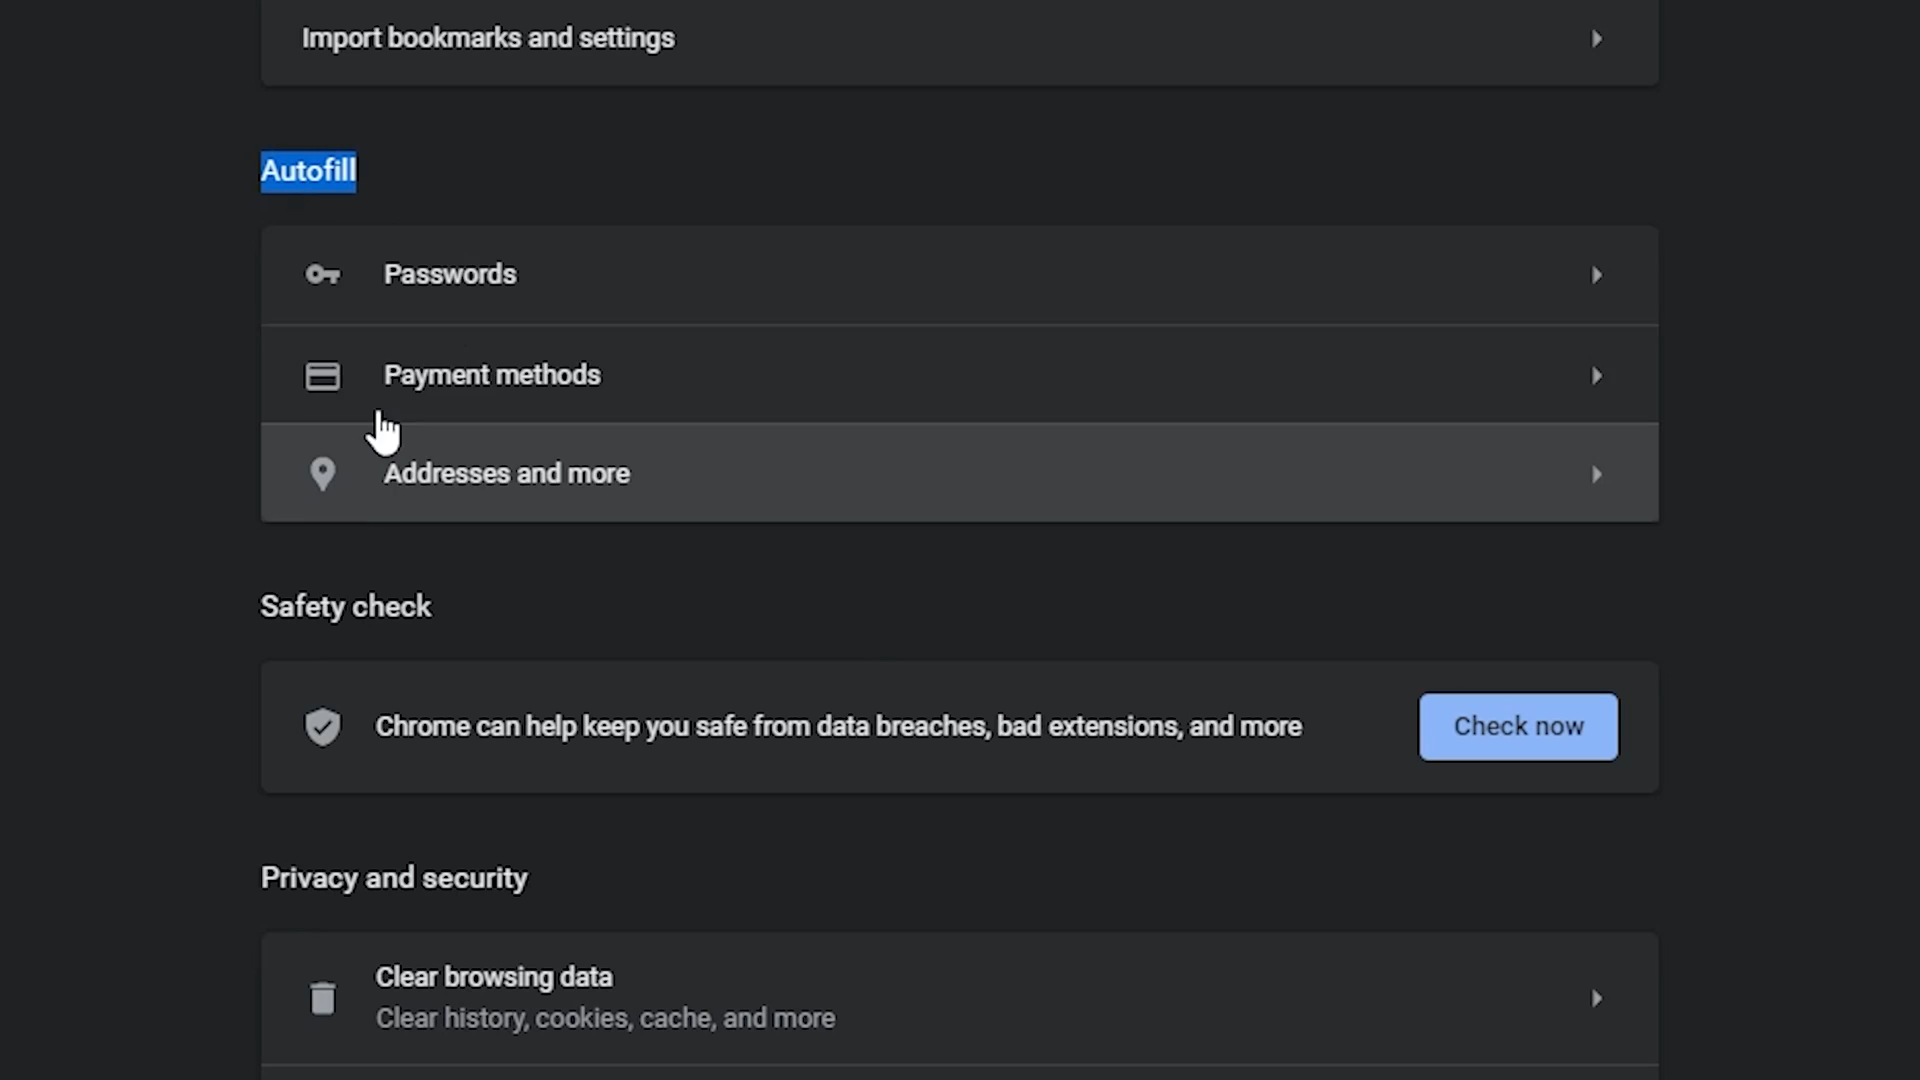 Import bookmarks and settings
Autofill
Passwords
Payment methods
Addresses and more
Safety check
Chrome can help keep you safe from data breaches, bad extensions, and more
Check now
Privacy and security
Clear browsing data
Clear history, cookies, cache, and more